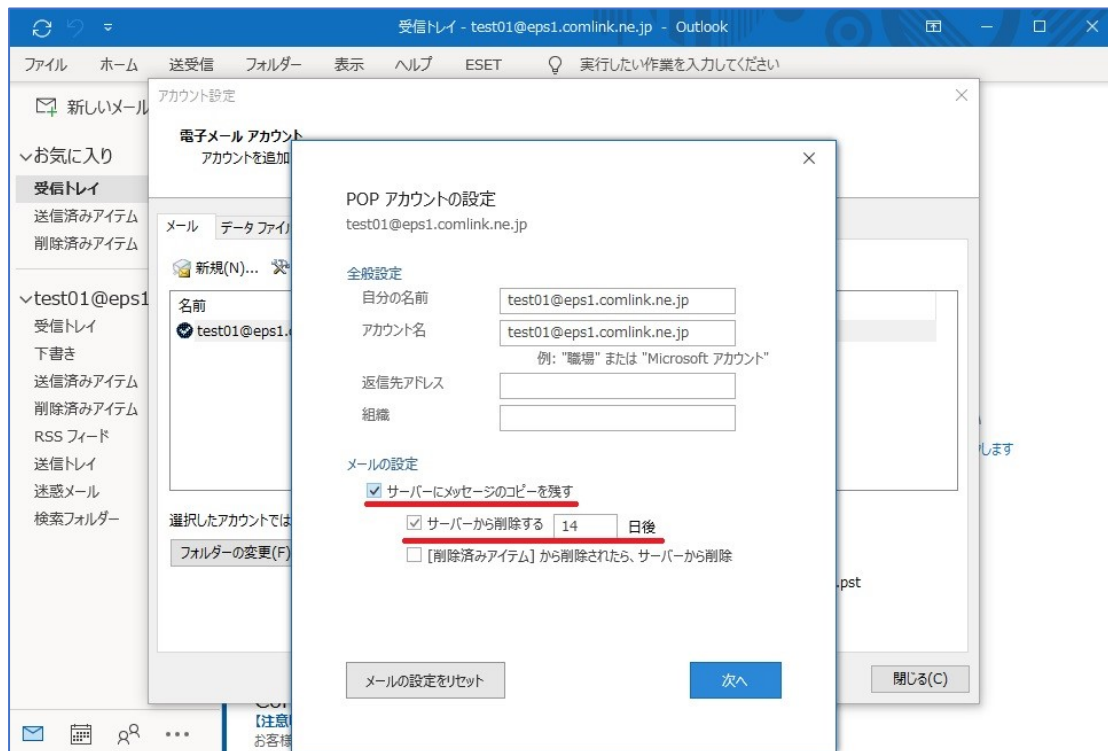 受信トレイ - test01@eps1.comlink.ne.jp - Outlook
ファイル ホーム 送受信 フォルダー 表示 ヘルプ ESET 実行したい作業を入力してください
新しいメール
アカウント設定
電子メール アカウント
アカウントを追加
お気に入り
受信トレイ
送信済みアイテム
削除済みアイテム
test01@eps1
受信トレイ
下書き
送信済みアイテム
削除済みアイテム
RSS フィード
送信トレイ
迷惑メール
検索フォルダー
メール データ ファイル
新規(N)...
名前
test01@eps1.c
選択したアカウントでは
フォルダーの変更(F)
POP アカウントの設定
test01@eps1.comlink.ne.jp
全般設定
自分の名前 test01@eps1.comlink.ne.jp
アカウント名 test01@eps1.comlink.ne.jp
例: "職場" または "Microsoft アカウント"
返信先アドレス
組織
メールの設定
サーバーにメッセージのコピーを残す
サーバーから削除する 14 日後
[削除済みアイテム] から削除されたら、サーバーから削除
メールの設定をリセット 次へ
します
.pst
閉じる(C)
【注意
お客様